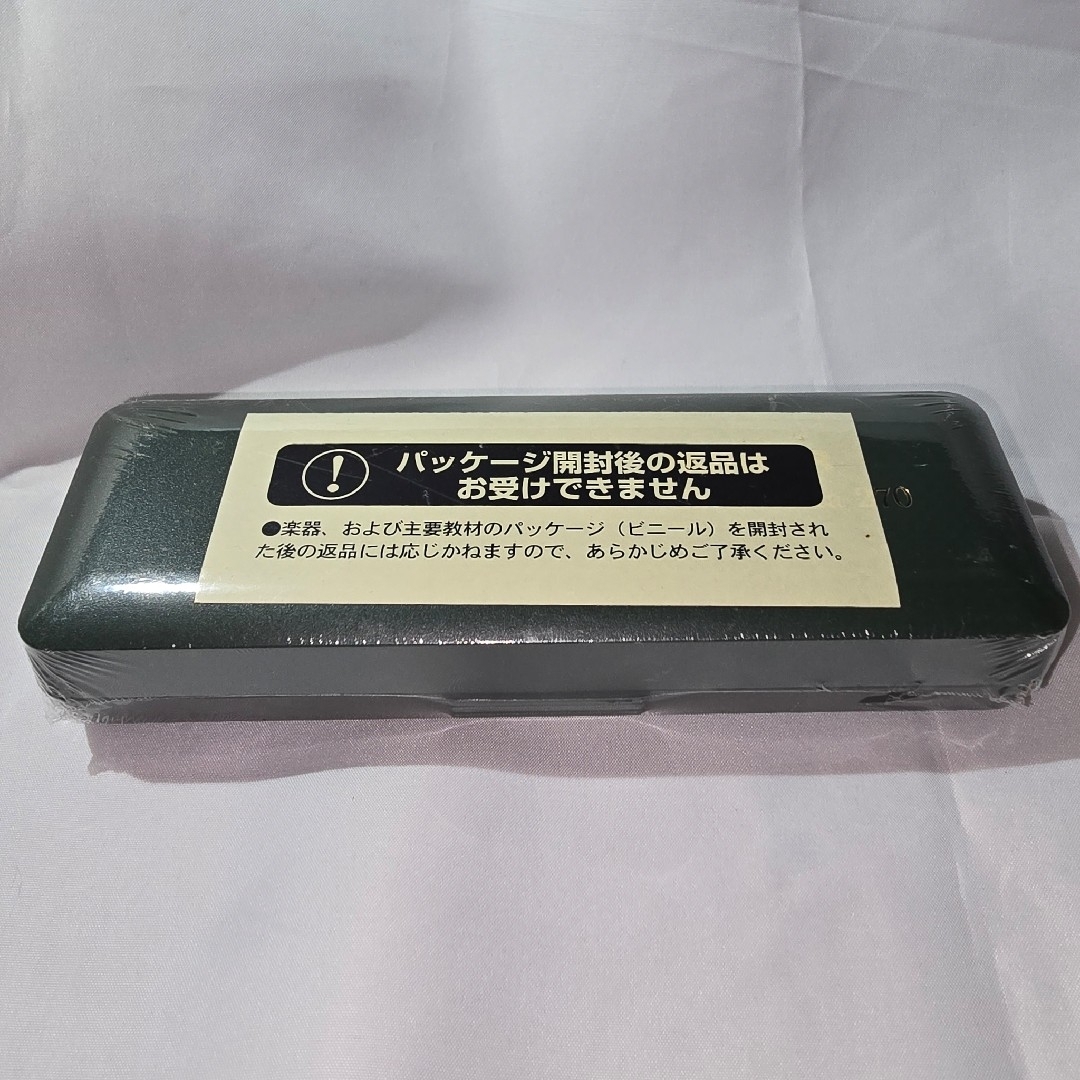 !
パッケージ開封後の返品は
お受けできません
●楽器、および主要教材のパッケージ（ビニール）を開封され
た後の返品には応じかねますので、あらかじめご了承ください。
70